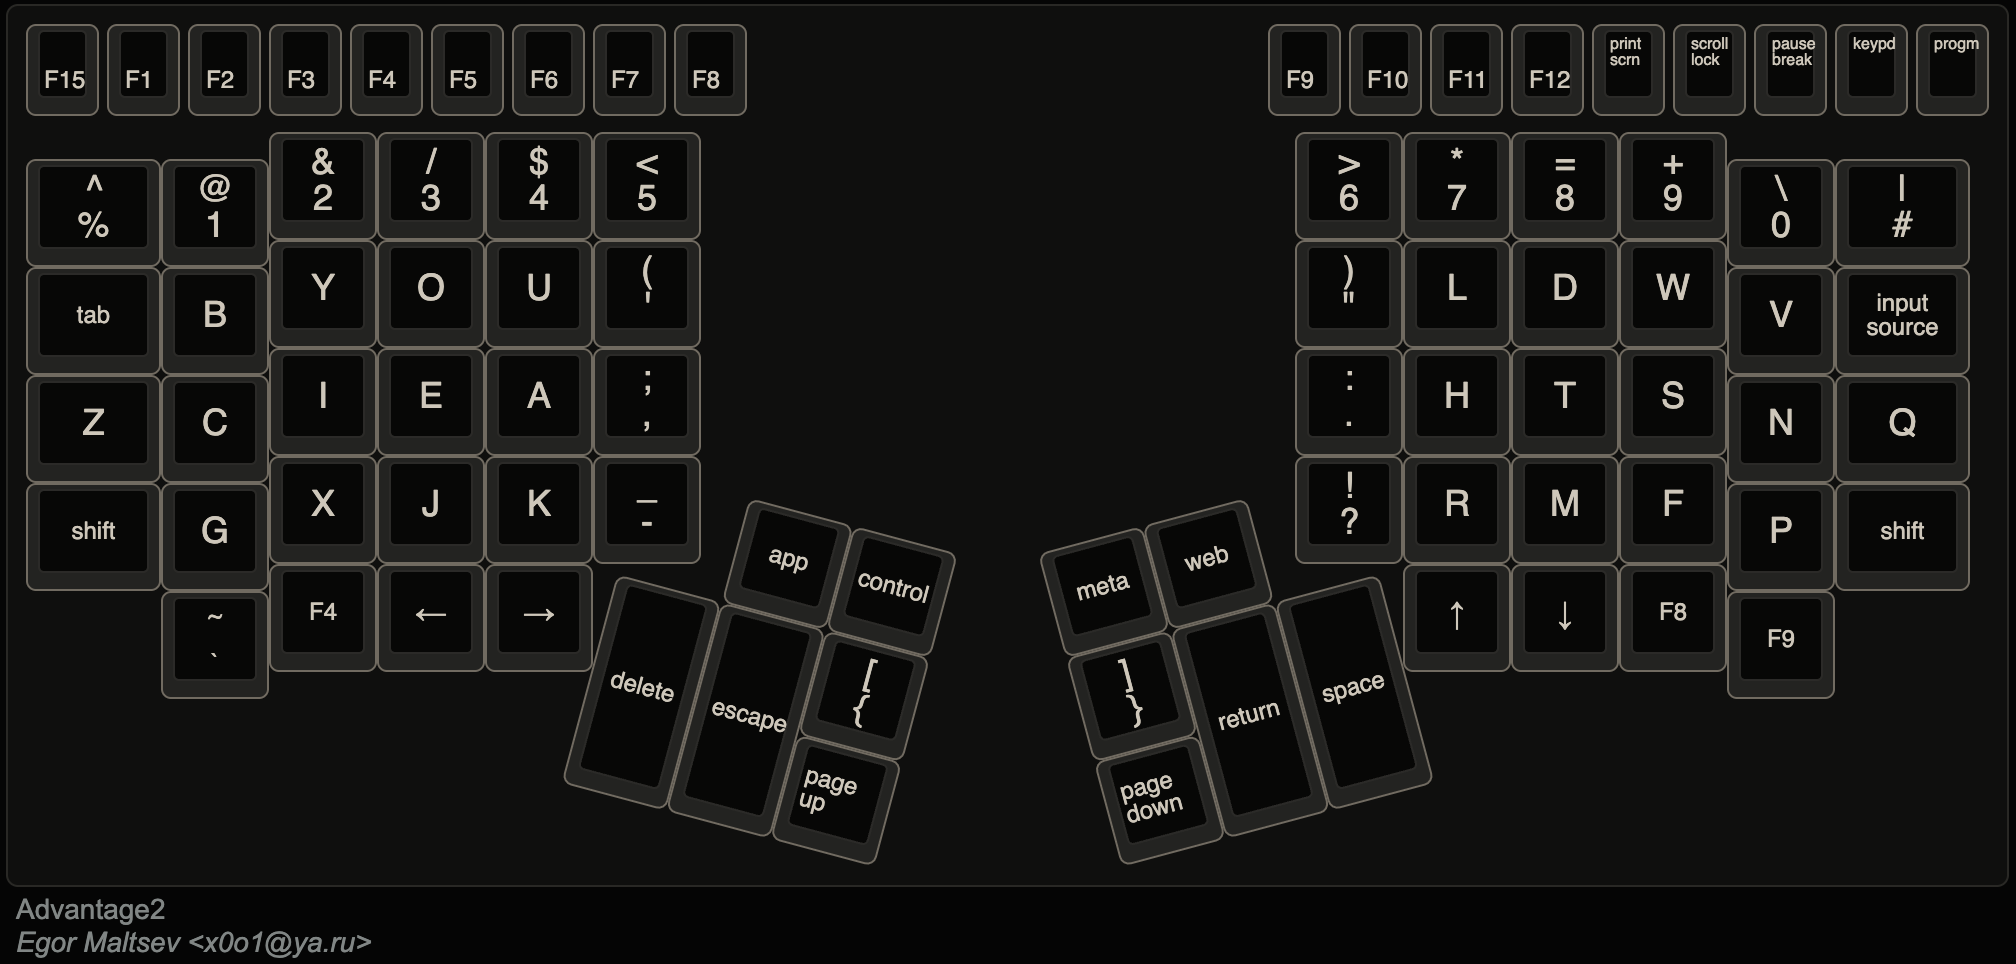 F15 F1 F2 F3 F4 F5 F6 F7 F8 F9 F10 F11 F12 print scrn scroll lock pause break keypd progm
^ @ & / $ < > * = + \ |
% 1 2 3 4 5 6 7 8 9 0 #
tab B Y O U ( ' ) " L D W V input source
Z C I E A ; , : . H T S N Q
shift G X J K _ - ! ? R M F P shift
~ ` F4 ← → ↑ ↓ F8 F9
app control meta web
delete escape [ { ] } return space
page up page down
Advantage2
Egor Maltsev <x0o1@ya.ru>